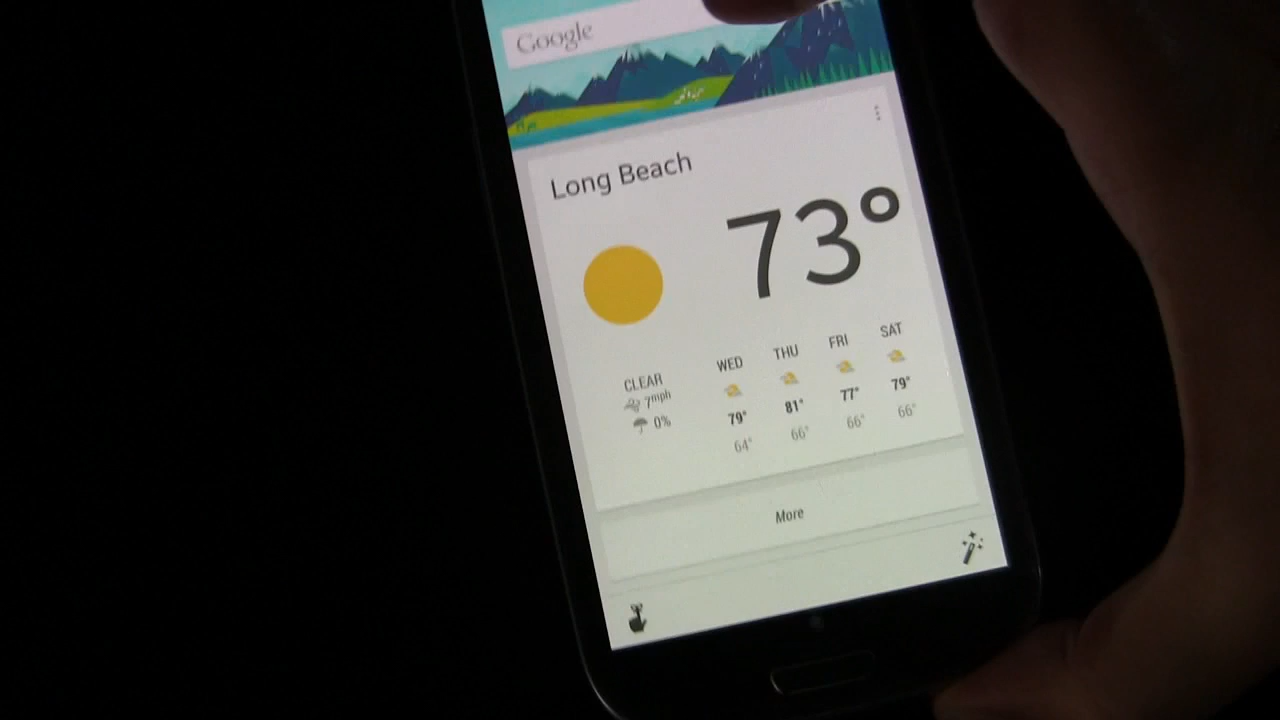 Google
Long Beach
73°
CLEAR
7mph
0%
WED THU FRI SAT
79° 81° 77° 79°
64° 66° 66° 66°
More